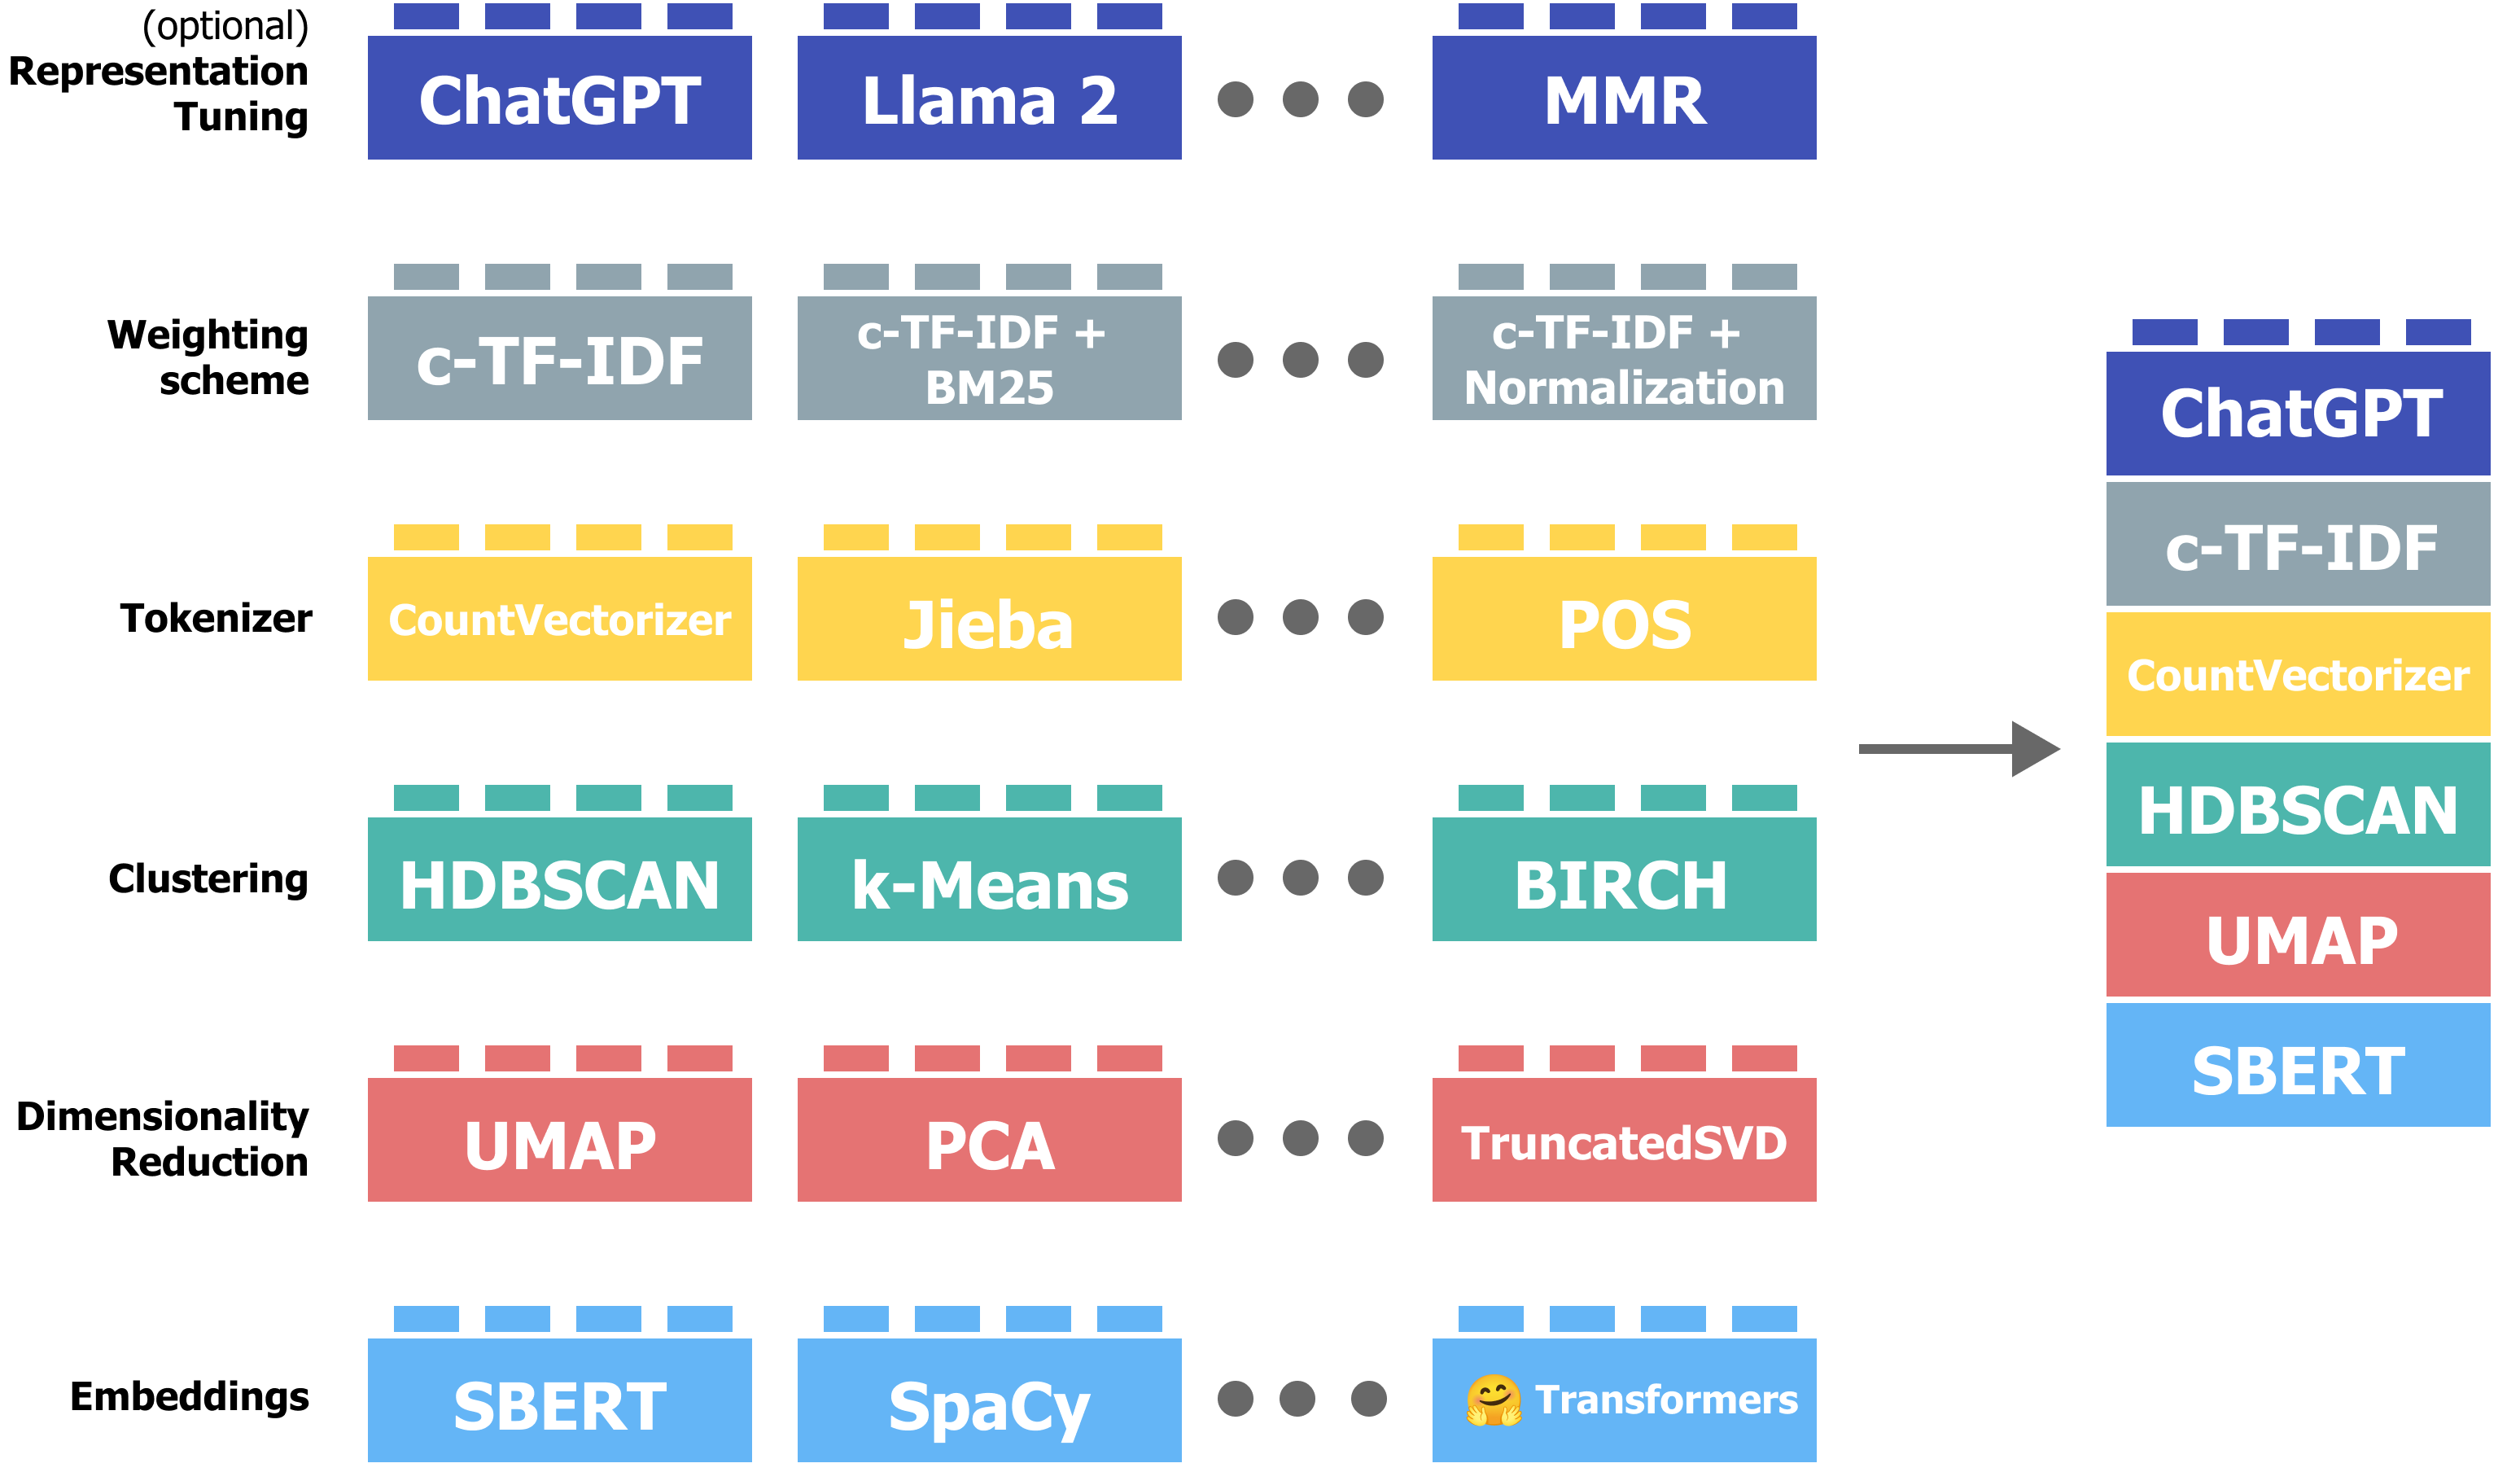 (optional)
Representation
Tuning
ChatGPT
Llama 2
MMR
Weighting
scheme
c-TF-IDF
c-TF-IDF +
BM25
c-TF-IDF +
Normalization
Tokenizer
CountVectorizer
Jieba
POS
Clustering
HDBSCAN
k-Means
BIRCH
Dimensionality
Reduction
UMAP
PCA
TruncatedSVD
Embeddings
SBERT
SpaCy
🤗 Transformers
ChatGPT
c-TF-IDF
CountVectorizer
HDBSCAN
UMAP
SBERT